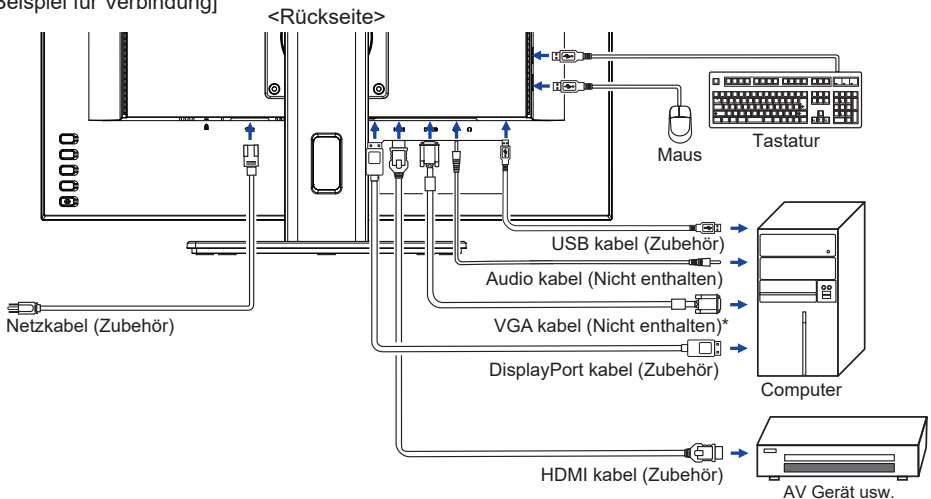 Beispiel für Verbindung]
<Rückseite>
Maus
Tastatur
USB kabel (Zubehör)
Audio kabel (Nicht enthalten)
Netzkabel (Zubehör)
VGA kabel (Nicht enthalten)*
DisplayPort kabel (Zubehör)
Computer
HDMI kabel (Zubehör)
AV Gerät usw.